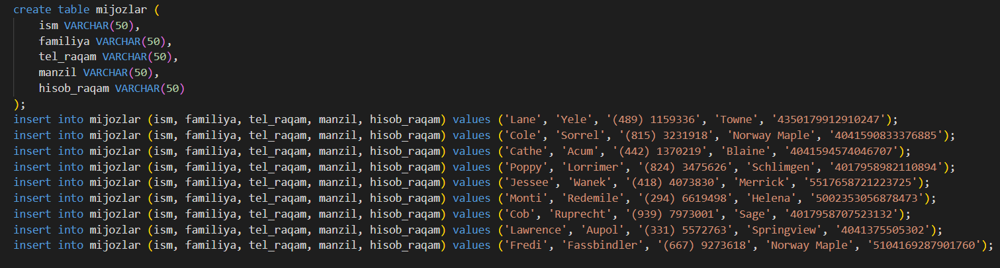 create table mijozlar (
    ism VARCHAR(50),
    familiya VARCHAR(50),
    tel_raqam VARCHAR(50),
    manzil VARCHAR(50),
    hisob_raqam VARCHAR(50)
);
insert into mijozlar (ism, familiya, tel_raqam, manzil, hisob_raqam) values ('Lane', 'Yele', '(489) 1159336', 'Towne', '4350179912910247');
insert into mijozlar (ism, familiya, tel_raqam, manzil, hisob_raqam) values ('Cole', 'Sorrel', '(815) 3231918', 'Norway Maple', '4041590833376885');
insert into mijozlar (ism, familiya, tel_raqam, manzil, hisob_raqam) values ('Cathe', 'Acum', '(442) 1370219', 'Blaine', '4041594574046707');
insert into mijozlar (ism, familiya, tel_raqam, manzil, hisob_raqam) values ('Poppy', 'Lorrimer', '(824) 3475626', 'Schlimgen', '4017958982110894');
insert into mijozlar (ism, familiya, tel_raqam, manzil, hisob_raqam) values ('Jessee', 'Wanek', '(418) 4073830', 'Merrick', '5517658721223725');
insert into mijozlar (ism, familiya, tel_raqam, manzil, hisob_raqam) values ('Monti', 'Redemile', '(294) 6619498', 'Helena', '5002353056878473');
insert into mijozlar (ism, familiya, tel_raqam, manzil, hisob_raqam) values ('Cob', 'Ruprecht', '(939) 7973001', 'Sage', '4017958707523132');
insert into mijozlar (ism, familiya, tel_raqam, manzil, hisob_raqam) values ('Lawrence', 'Aupol', '(331) 5572763', 'Springview', '4041375505302');
insert into mijozlar (ism, familiya, tel_raqam, manzil, hisob_raqam) values ('Fredi', 'Fassbindler', '(667) 9273618', 'Norway Maple', '5104169287901760');